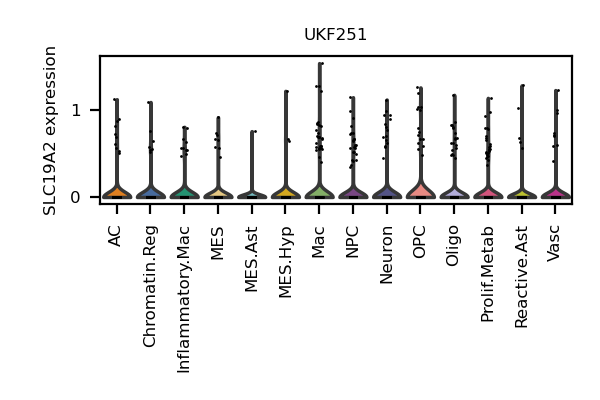 UKF251
SLC19A2 expression
1
0
AC
Chromatin.Reg
Inflammatory.Mac
MES
MES.Ast
MES.Hyp
Mac
NPC
Neuron
OPC
Oligo
Prolif.Metab
Reactive.Ast
Vasc